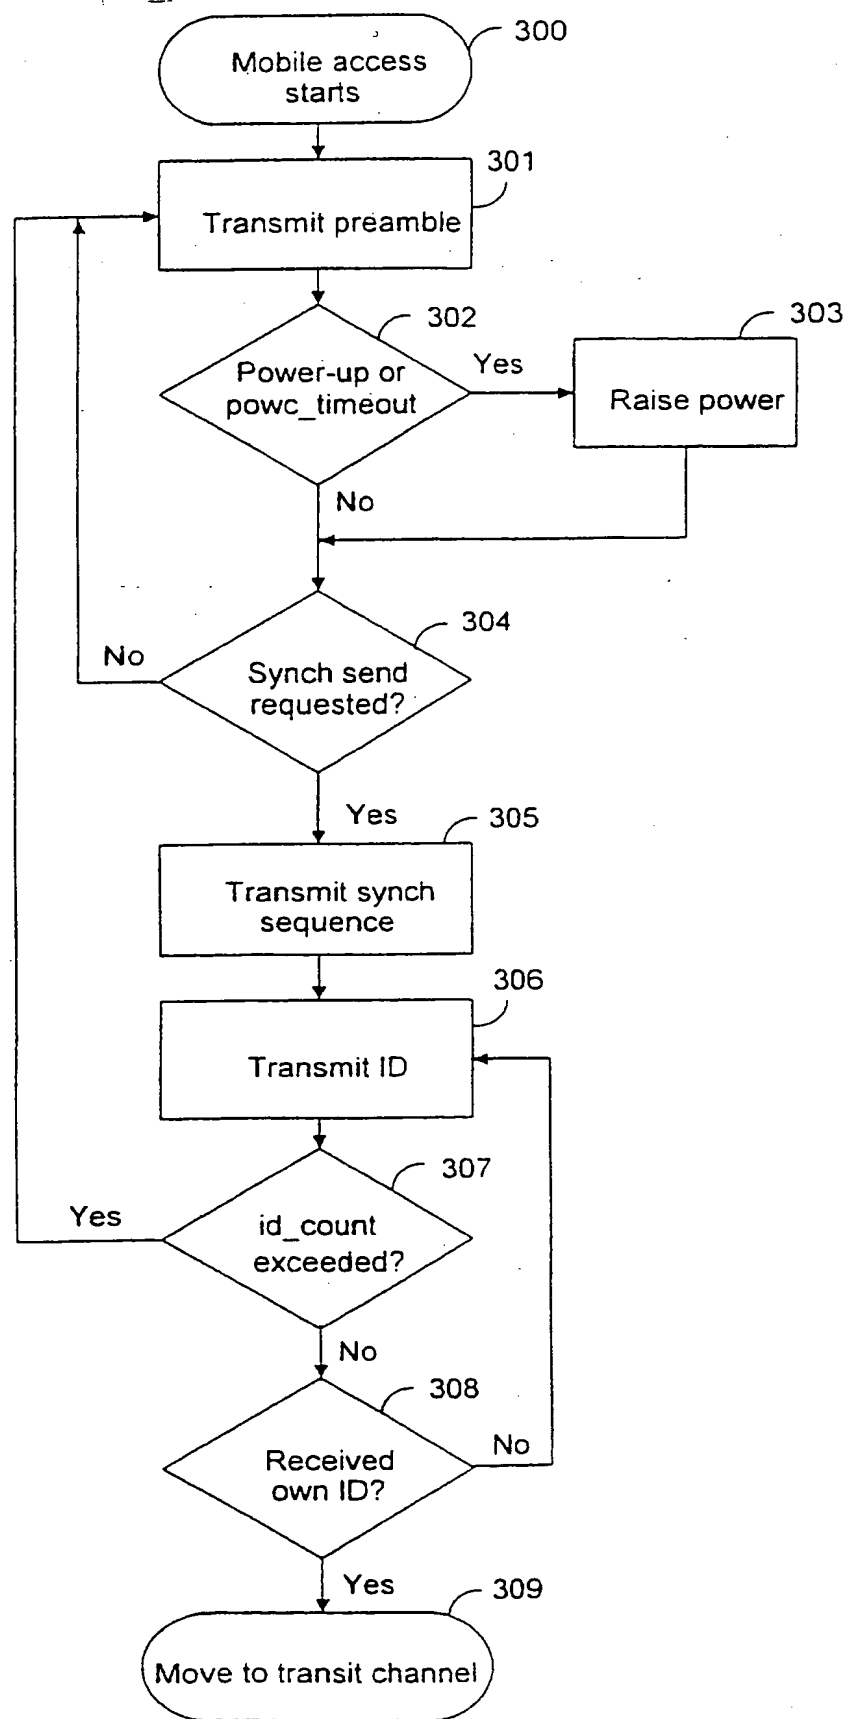 300
Mobile access
starts
301
Transmit preamble
302
303
Power-up or
powc_timeout
Yes
Raise power
No
304
No
Synch send
requested?
Yes
305
Transmit synch
sequence
306
Transmit ID
307
Yes
id_count
exceeded?
No
308
No
Received
own ID?
Yes
309
Move to transit channel